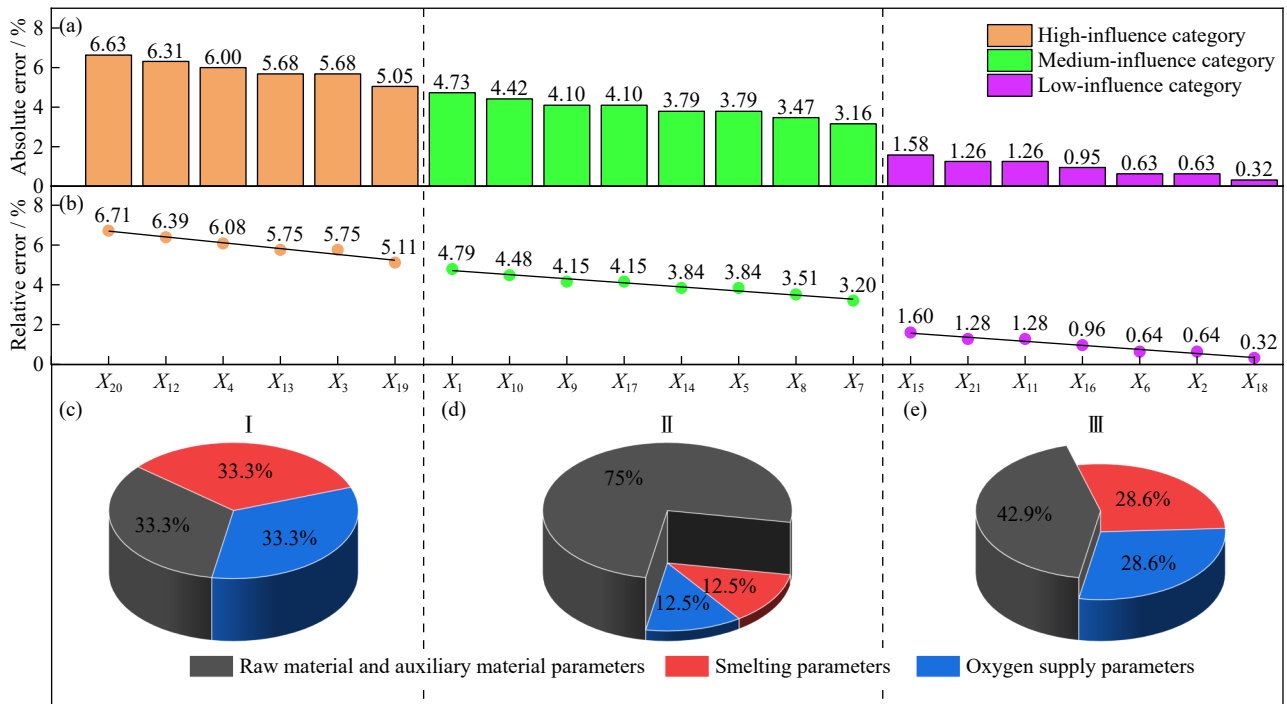 (a)
Absolute error / %
8
6
4
2
0
6.63 6.31 6.00 5.68 5.68 5.05 4.73 4.42 4.10 4.10 3.79 3.79 3.47 3.16 1.58 1.26 1.26 0.95 0.63 0.63 0.32
High-influence category
Medium-influence category
Low-influence category
(b)
Relative error / %
8
6
4
2
0
6.71 6.39 6.08 5.75 5.75 5.11 4.79 4.48 4.15 4.15 3.84 3.84 3.51 3.20 1.60 1.28 1.28 0.96 0.64 0.64 0.32
X20 X12 X4 X13 X3 X19 X1 X10 X9 X17 X14 X5 X8 X7 X15 X21 X11 X16 X6 X2 X18
(c)
Ⅰ
33.3%
33.3%
33.3%
(d)
Ⅱ
75%
12.5%
12.5%
(e)
Ⅲ
42.9%
28.6%
28.6%
Raw material and auxiliary material parameters
Smelting parameters
Oxygen supply parameters